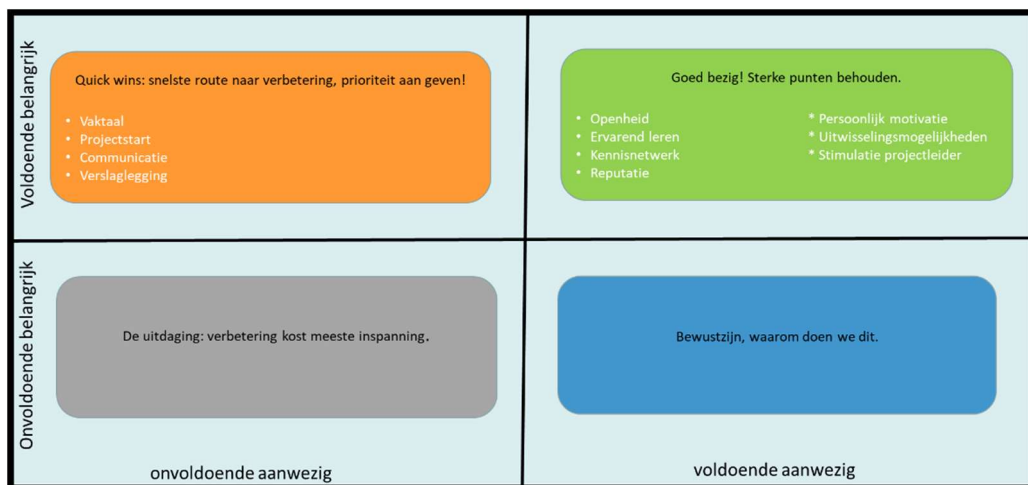 Voldoende belangrijk
Quick wins: snelste route naar verbetering, prioriteit aan geven!
• Vaktaal
• Projectstart
• Communicatie
• Verslaglegging
Goed bezig! Sterke punten behouden.
• Openheid
• Ervarend leren
• Kennisnetwerk
• Reputatie
* Persoonlijk motivatie
* Uitwisselingsmogelijkheden
* Stimulatie projectleider
Onvoldoende belangrijk
De uitdaging: verbetering kost meeste inspanning.
Bewustzijn, waarom doen we dit.
onvoldoende aanwezig
voldoende aanwezig